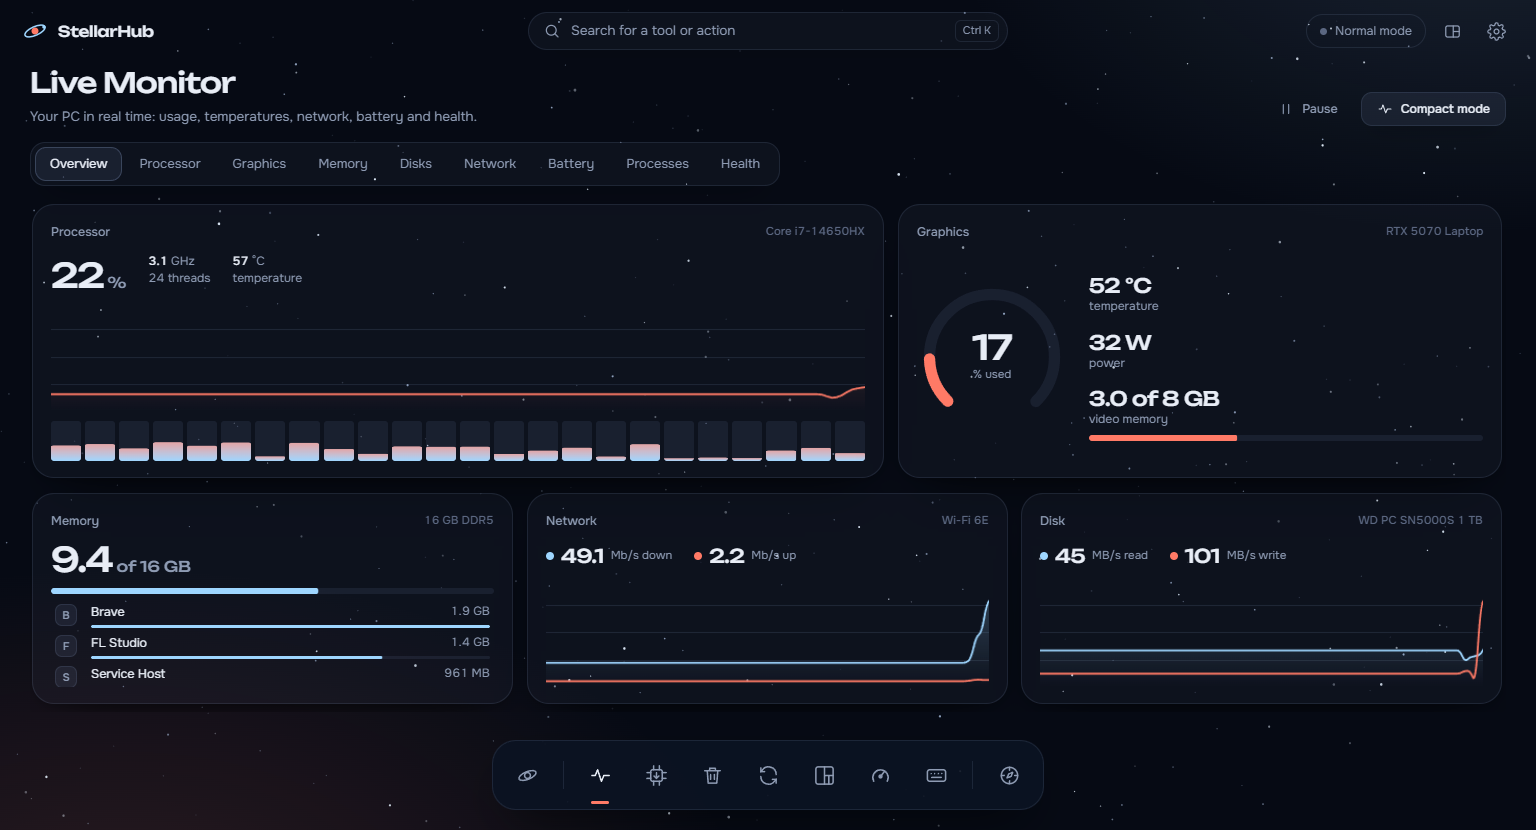 StellarHub
Search for a tool or action
Ctrl K
Normal mode
Live Monitor
Your PC in real time: usage, temperatures, network, battery and health.
Pause
Compact mode
Overview Processor Graphics Memory Disks Network Battery Processes Health
Processor
Core i7-14650HX
22 %
3.1 GHz
24 threads
57 °C
temperature
Graphics
RTX 5070 Laptop
17
% used
52 °C
temperature
32 W
power
3.0 of 8 GB
video memory
Memory
16 GB DDR5
9.4 of 16 GB
B Brave 1.9 GB
F FL Studio 1.4 GB
S Service Host 961 MB
Network
Wi-Fi 6E
49.1 Mb/s down
2.2 Mb/s up
Disk
WD PC SN5000S 1 TB
45 MB/s read
101 MB/s write